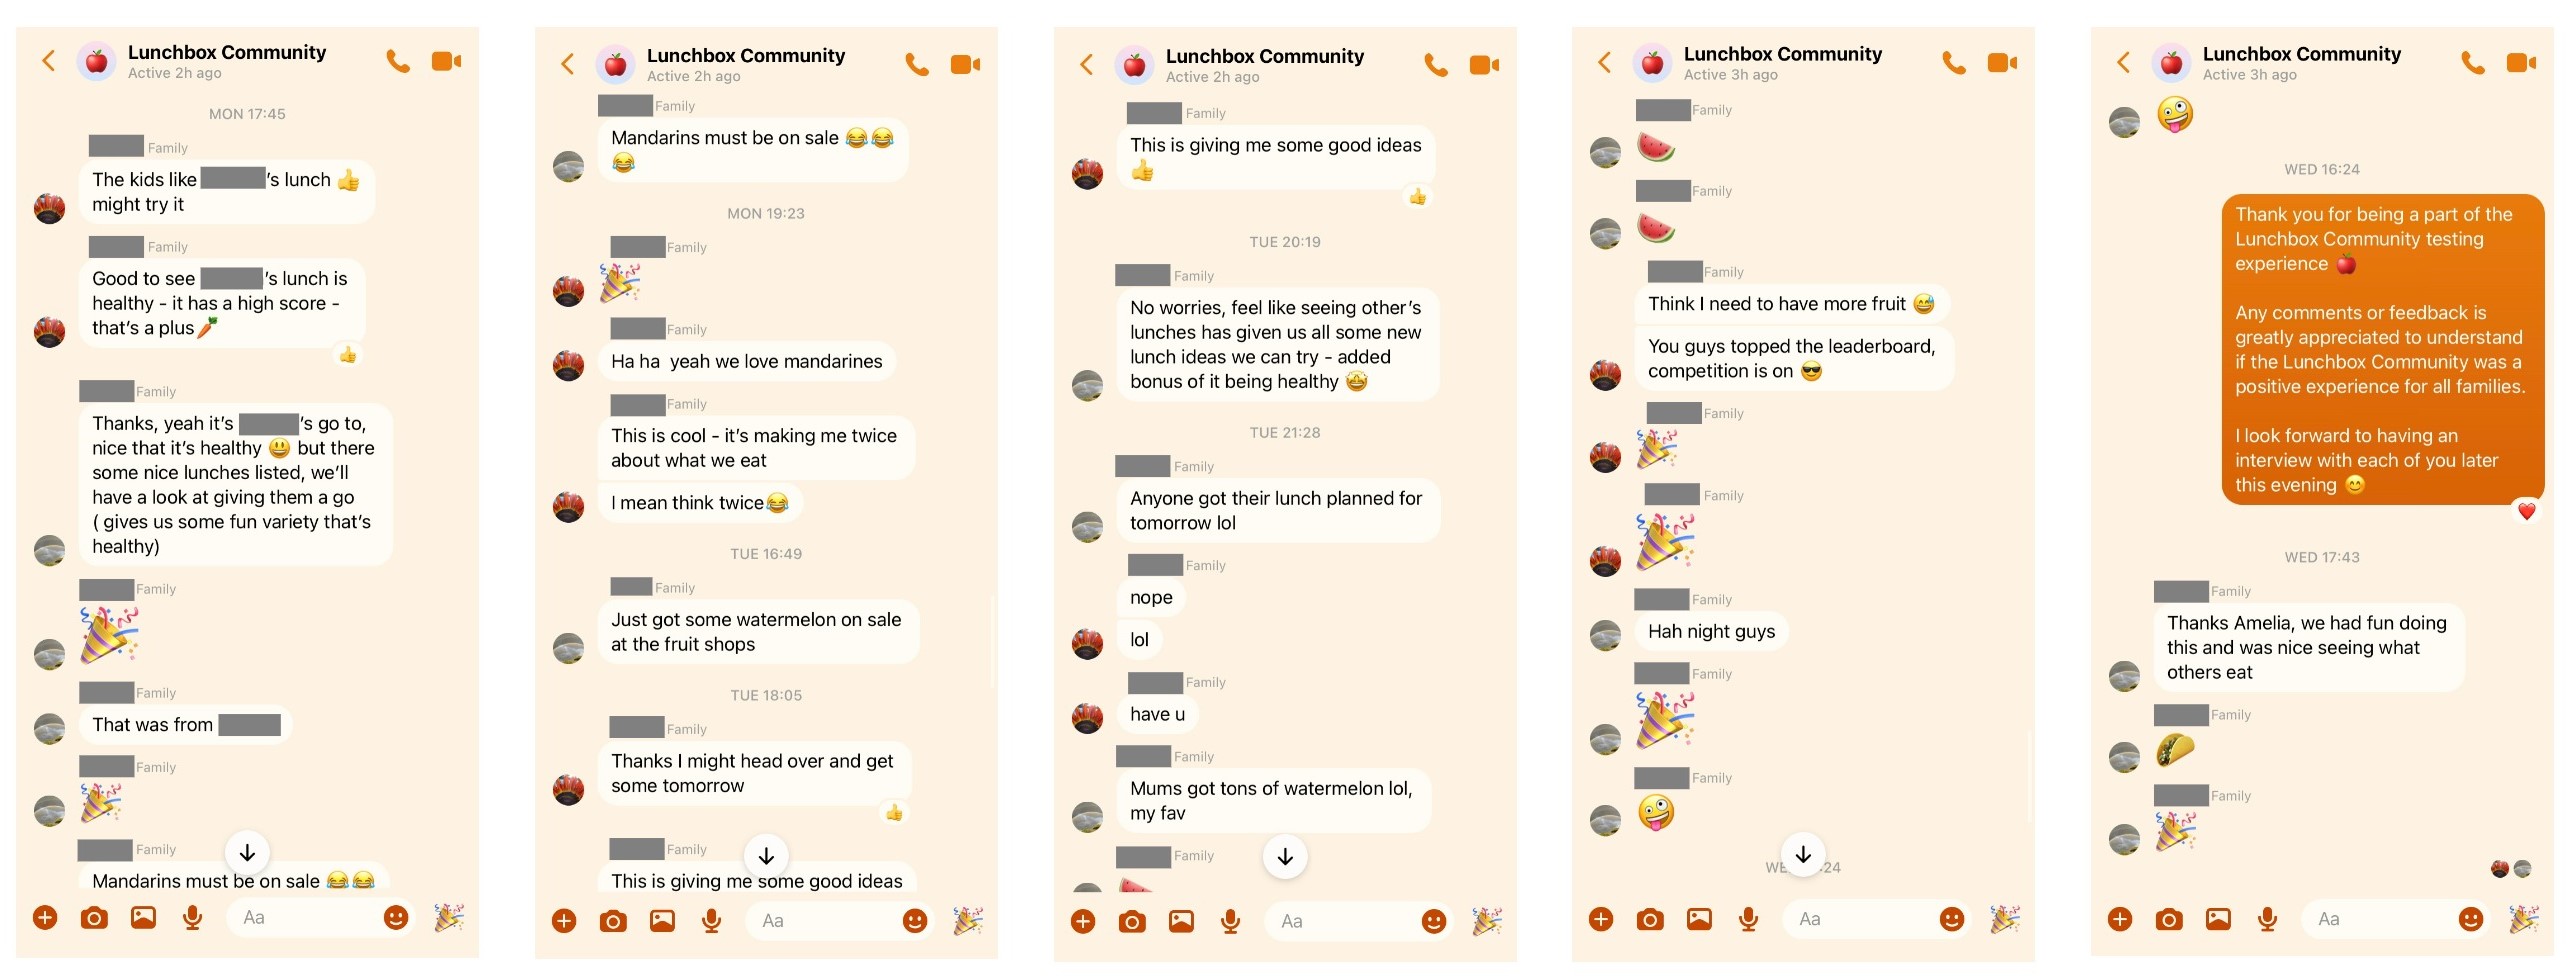 Lunchbox Community
Active 2h ago
MON 17:45
Family
The kids like 's lunch 👍
might try it
Family
Good to see 's lunch is
healthy - it has a high score -
that's a plus🥕
👍
Family
Thanks, yeah it's 's go to,
nice that it's healthy 😃 but there
some nice lunches listed, we'll
have a look at giving them a go
( gives us some fun variety that's
healthy)
Family
🎉
Family
That was from
Family
🎉
Family
Mandarins must be on sale 😂😂
Aa
Lunchbox Community
Active 2h ago
Family
Mandarins must be on sale 😂😂
😂
MON 19:23
Family
🎉
Family
Ha ha  yeah we love mandarines
Family
This is cool - it's making me twice
about what we eat
I mean think twice😂
TUE 16:49
Family
Just got some watermelon on sale
at the fruit shops
TUE 18:05
Family
Thanks I might head over and get
some tomorrow
👍
Family
This is giving me some good ideas
Aa
Lunchbox Community
Active 2h ago
Family
This is giving me some good ideas
👍
👍
TUE 20:19
Family
No worries, feel like seeing other's
lunches has given us all some new
lunch ideas we can try - added
bonus of it being healthy 🤩
TUE 21:28
Family
Anyone got their lunch planned for
tomorrow lol
Family
nope
lol
Family
have u
Family
Mums got tons of watermelon lol,
my fav
Family
🍉
Aa
Lunchbox Community
Active 3h ago
Family
🍉
Family
🍉
Family
Think I need to have more fruit 😅
You guys topped the leaderboard,
competition is on 😎
Family
🎉
Family
🎉
Family
Hah night guys
Family
🎉
Family
🤪
Aa
Lunchbox Community
Active 3h ago
🤪
WED 16:24
Thank you for being a part of the
Lunchbox Community testing
experience 🍎
Any comments or feedback is
greatly appreciated to understand
if the Lunchbox Community was a
positive experience for all families.
I look forward to having an
interview with each of you later
this evening 😊
❤️
WED 17:43
Family
Thanks Amelia, we had fun doing
this and was nice seeing what
others eat
Family
🌮
Family
🎉
Aa